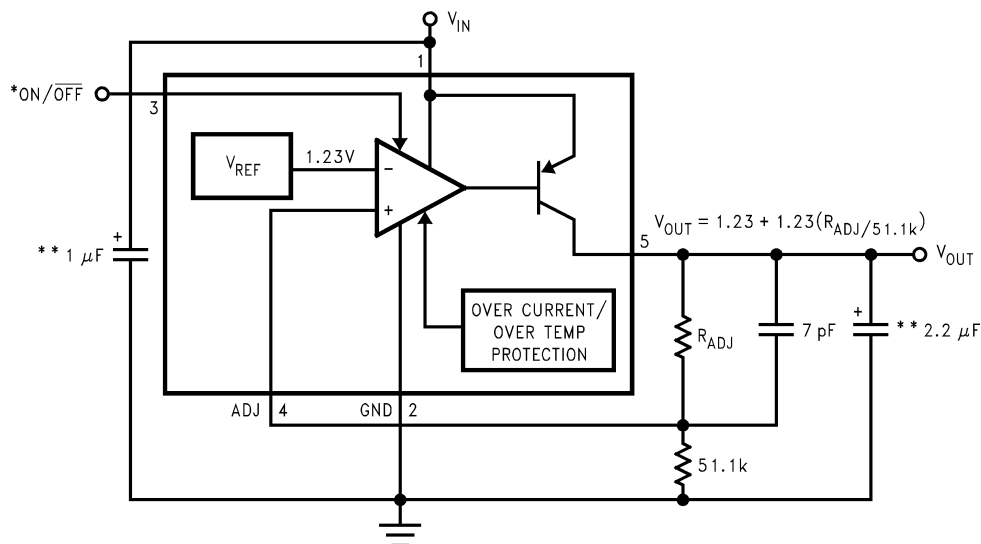 V_IN
1
*ON/O̅F̅F̅
3
V_REF
1.23V
−
+
V_OUT = 1.23 + 1.23(R_ADJ/51.1k)
5
V_OUT
+
** 1 μF
OVER CURRENT/
OVER TEMP
PROTECTION
R_ADJ
7 pF
+
** 2.2 μF
ADJ 4
GND 2
51.1k